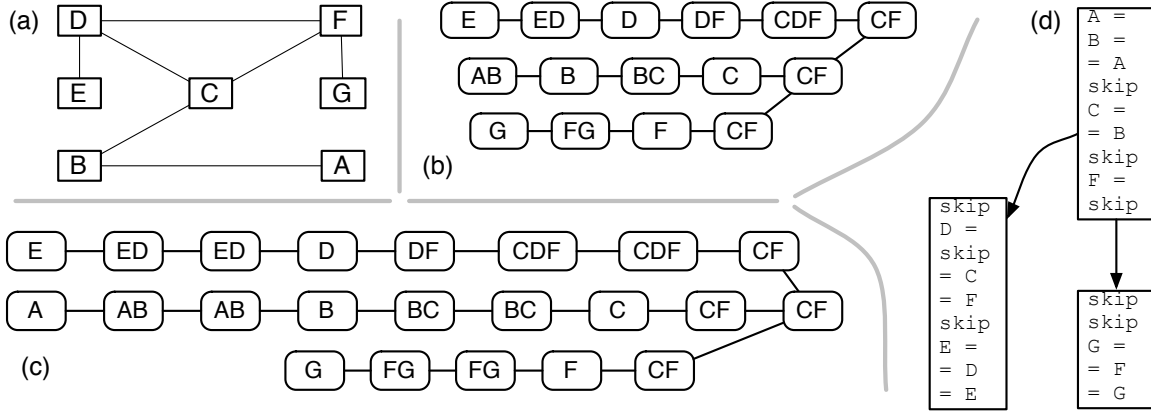 (a)
D F
E C G
B A
E ED D DF CDF CF
AB B BC C CF
G FG F CF
(b)
E ED ED D DF CDF CDF CF
A AB AB B BC BC C CF CF
G FG FG F CF
(c)
(d)
A =
B =
= A
skip
C =
= B
skip
F =
skip
skip
D =
skip
= C
= F
skip
E =
= D
= E
skip
skip
G =
= F
= G